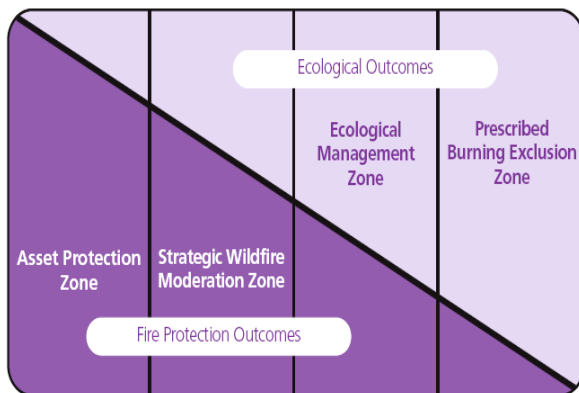 Ecological Outcomes
Ecological
Management
Zone
Prescribed
Burning Exclusion
Zone
Asset Protection
Zone
Strategic Wildfire
Moderation Zone
Fire Protection Outcomes